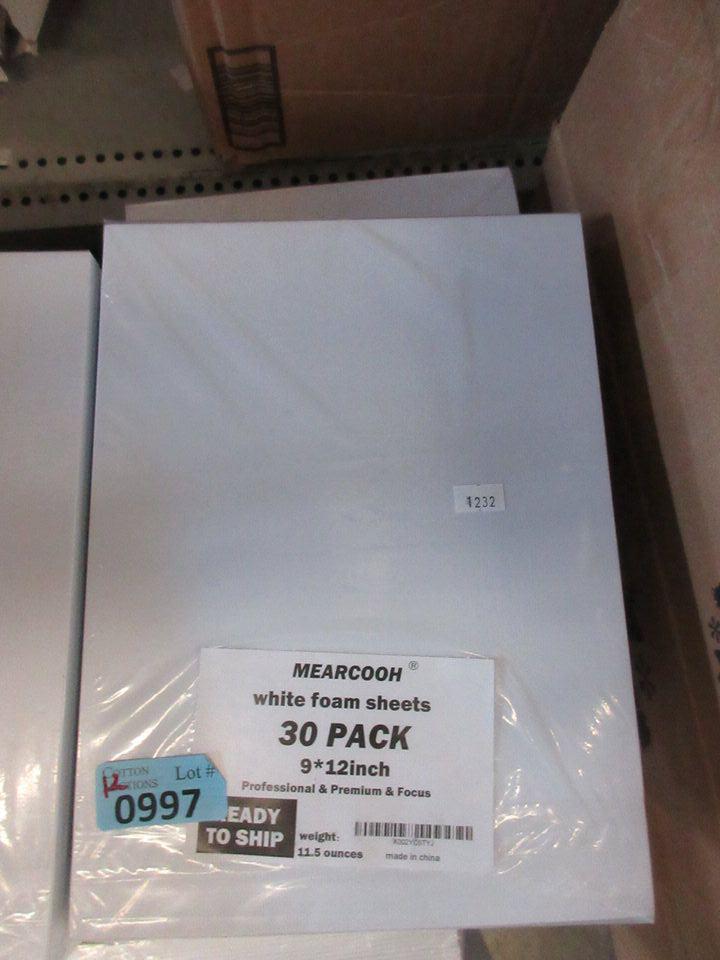 1232
MEARCOOH ®
white foam sheets
30 PACK
9*12inch
Professional & Premium & Focus
Lot #
0997
12
READY
TO SHIP
weight:
11.5 ounces
made in china